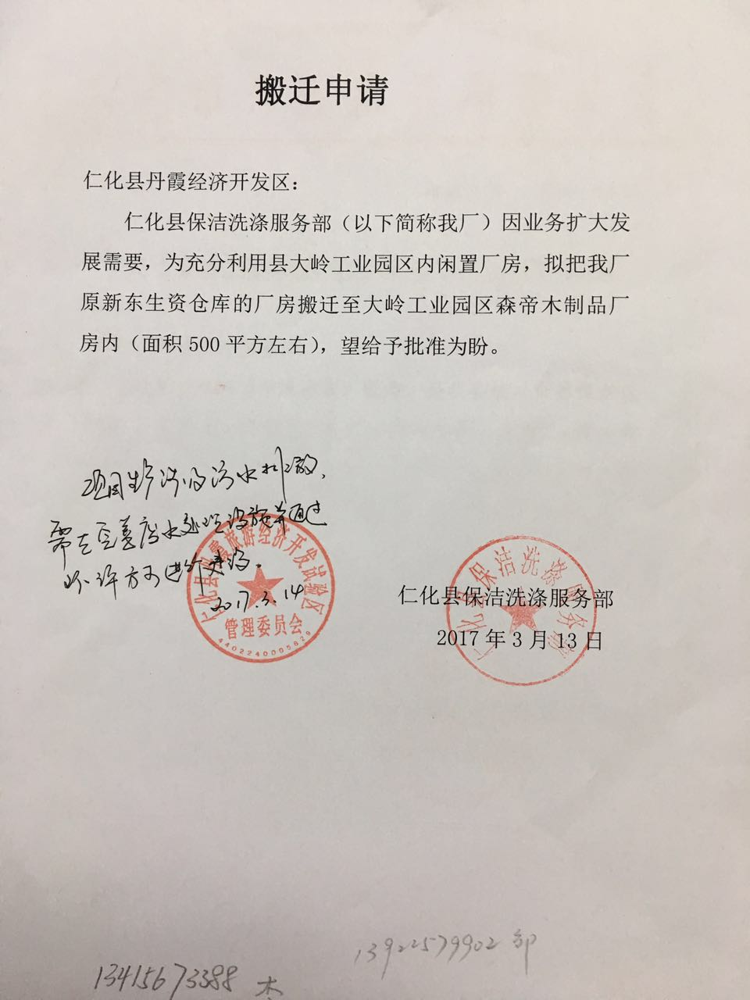 搬迁申请
仁化县丹霞经济开发区：
仁化县保洁洗涤服务部（以下简称我厂）因业务扩大发
展需要，为充分利用县大岭工业园区内闲置厂房，拟把我厂
原新东生资仓库的厂房搬迁至大岭工业园区森帝木制品厂
房内（面积 500 平方左右），望给予批准为盼。
项目生产涉及污水排放，
需在完善废水处理设施并通过
环评方可进行建设。
2017.3.14
仁化县丹霞旅游经济开发试验区
管理委员会
4402240005829
仁化县保洁洗涤服务部
仁化县保洁洗涤服务部
2017 年 3 月 13 日
13922579902 邹
13415673388 李